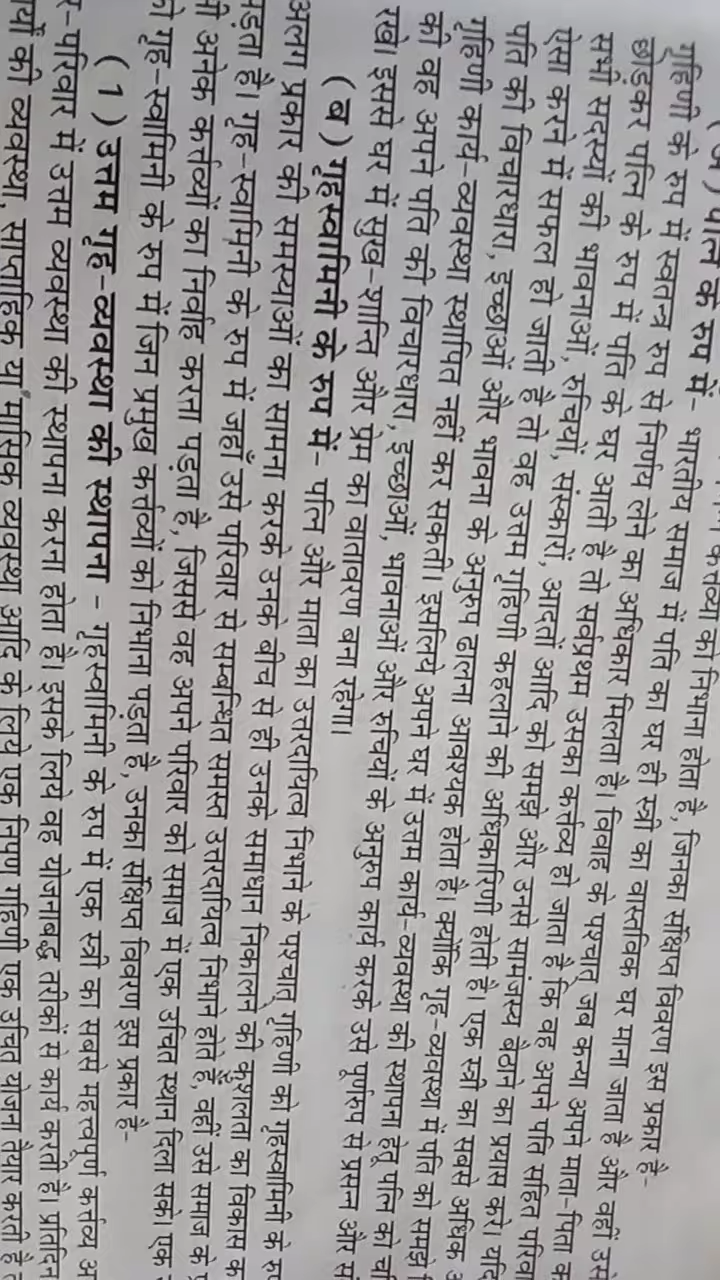 कर्त्तव्यों को निभाना होता है, जिनका संक्षिप्त विवरण इस प्रकार है-
पत्नि के रुप में- भारतीय समाज में पति का घर ही स्त्री का वास्तविक घर माना जाता है और वहीं उसे
गृहिणी के रुप में स्वतन्त्र रुप से निर्णय लेने का अधिकार मिलता है। विवाह के पश्चात् जब कन्या अपने माता-पिता
छोड़कर पत्नि के रुप में पति के घर आती है तो सर्वप्रथम उसका कर्त्तव्य हो जाता है कि वह अपने पति सहित
सभी सदस्यों की भावनाओं, रुचियों, संस्कारों, आदतों आदि को समझे और उनसे सामंजस्य बैठाने का प्रयास करे। यदि
ऐसा करने में सफल हो जाती है तो वह उत्तम गृहिणी कहलाने की अधिकारिणी होती है। एक स्त्री का सबसे अधिक
पति की विचारधारा, इच्छाओं और भावना के अनुरुप ढालना आवश्यक होता है। क्योंकि गृह-व्यवस्था में पति को समझे
गृहिणी कार्य-व्यवस्था स्थापित नहीं कर सकती। इसलिये अपने घर में उत्तम कार्य-व्यवस्था की स्थापना हेतु पत्नि को
की वह अपने पति की विचारधारा, इच्छाओं, भावनाओं और रुचियों के अनुरुप कार्य करके उसे पूर्णरुप से प्रसन और
रखे। इससे घर में सुख-शान्ति और प्रेम का वातावरण बना रहेगा।
(ब) गृहस्वामिनी के रुप में- पत्नि और माता का उत्तरदायित्व निभाने के पश्चात् गृहिणी को गृहस्वामिनी के
प्रकार की समस्याओं का सामना करके उनके बीच से ही उनके समाधान निकालने की कुशलता का विकास
पड़ता है। गृह-स्वामिनी के रुप में जहाँ उसे परिवार से सम्बन्धित समस्त उत्तरदायित्व निभाने होते हैं, वहीं उसे समाज के
भी अनेक कर्त्तव्यों का निर्वाह करना पड़ता है, जिससे वह अपने परिवार को समाज में एक उचित स्थान दिला सके। एक
को गृह-स्वामिनी के रुप में जिन प्रमुख कर्त्तव्यों को निभाना पड़ता है, उनका संक्षिप्त विवरण इस प्रकार है-
(1) उत्तम गृह-व्यवस्था की स्थापना - गृहस्वामिनी के रुप में एक स्त्री का सबसे महत्त्वपूर्ण कर्त्तव्य
-परिवार में उत्तम व्यवस्था की स्थापना करना होता है। इसके लिये वह योजनाबद्ध तरीकों से कार्य करती है। प्रतिदिन
की व्यवस्था, साप्ताहिक या मासिक व्यवस्था आदि के लिये एक निपुण गृहिणी एक उचित योजना तैयार करती है